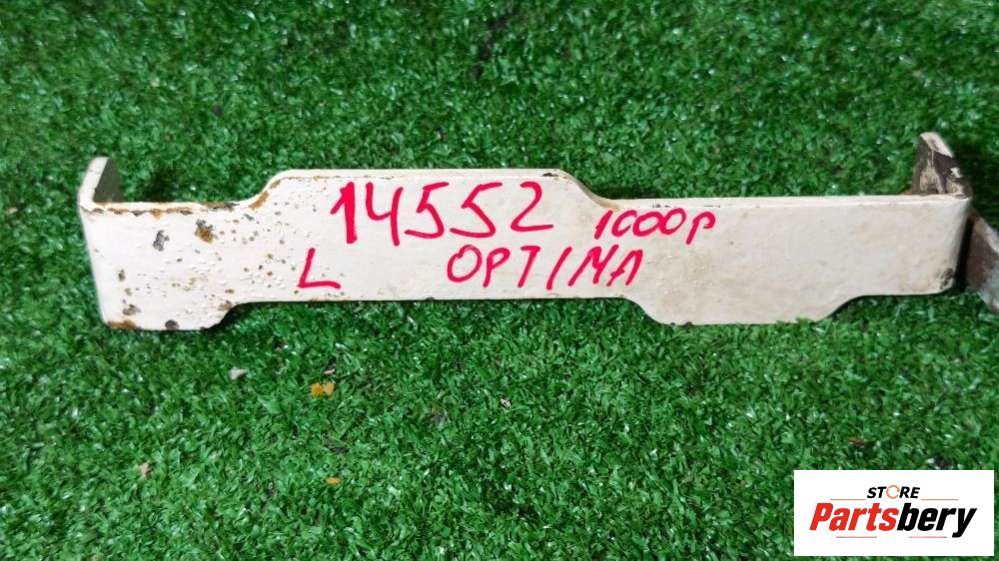 14552 1000р
L OPTIMA
STORE
Partsbery